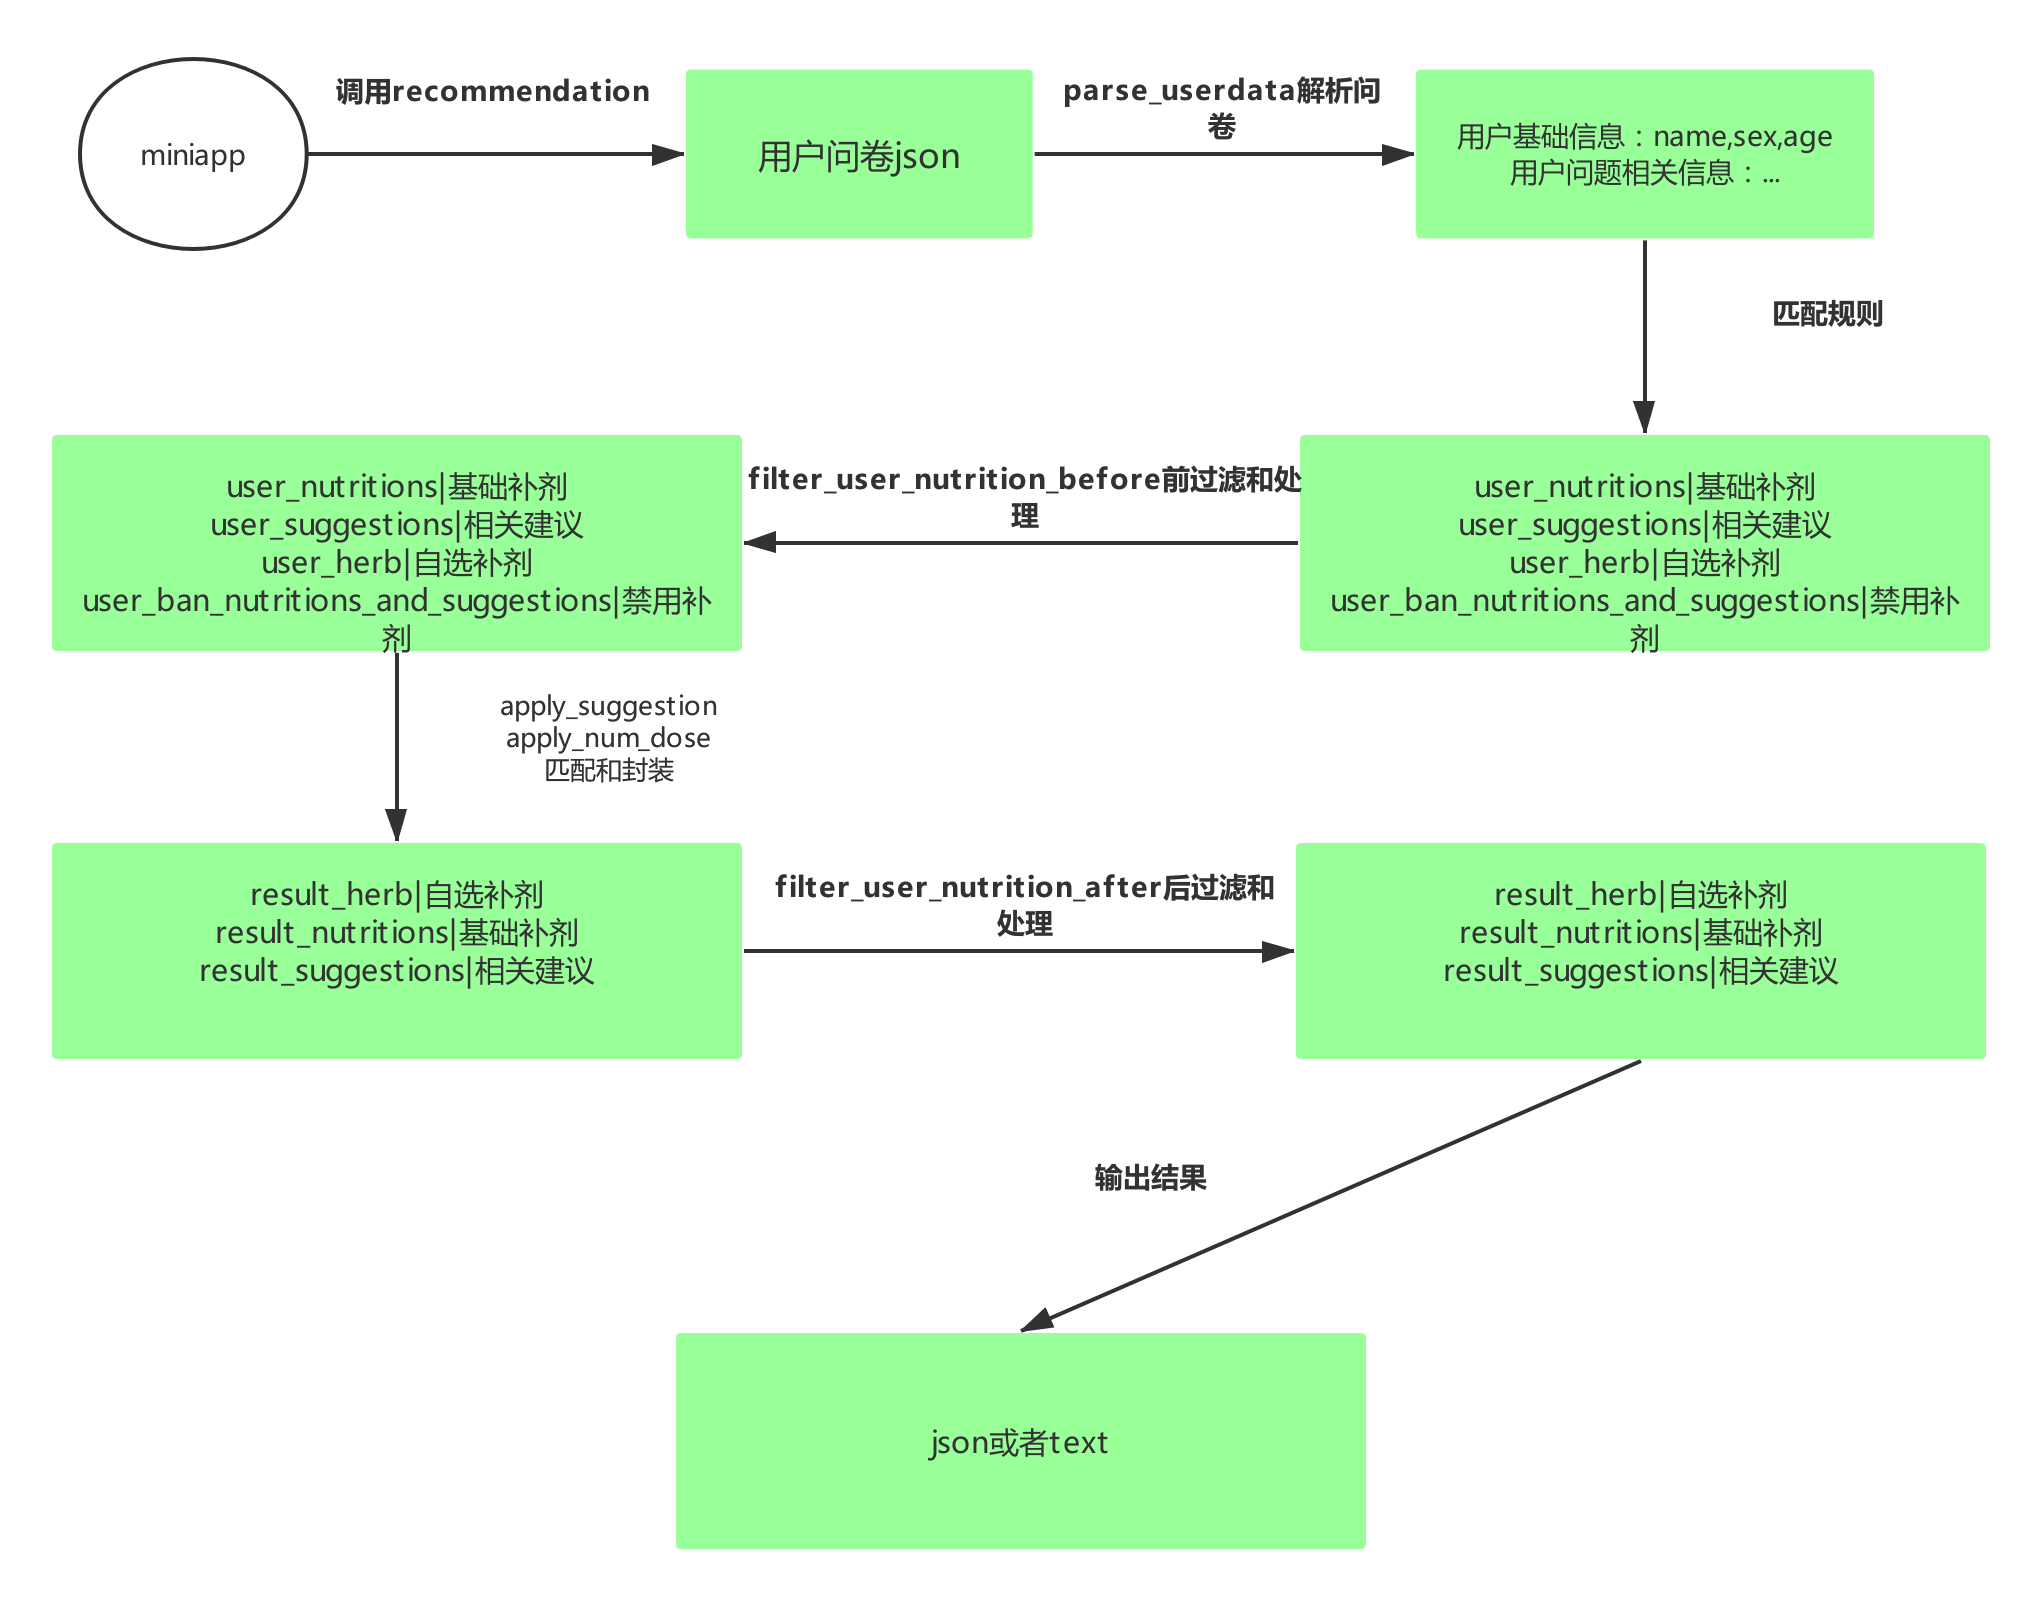 miniapp
调用recommendation
用户问卷json
parse_userdata解析问
卷
用户基础信息：name,sex,age
用户问题相关信息：...
匹配规则
user_nutritions|基础补剂
user_suggestions|相关建议
user_herb|自选补剂
user_ban_nutritions_and_suggestions|禁用补
剂
filter_user_nutrition_before前过滤和处
理
user_nutritions|基础补剂
user_suggestions|相关建议
user_herb|自选补剂
user_ban_nutritions_and_suggestions|禁用补
剂
apply_suggestion
apply_num_dose
匹配和封装
result_herb|自选补剂
result_nutritions|基础补剂
result_suggestions|相关建议
filter_user_nutrition_after后过滤和
处理
result_herb|自选补剂
result_nutritions|基础补剂
result_suggestions|相关建议
输出结果
json或者text